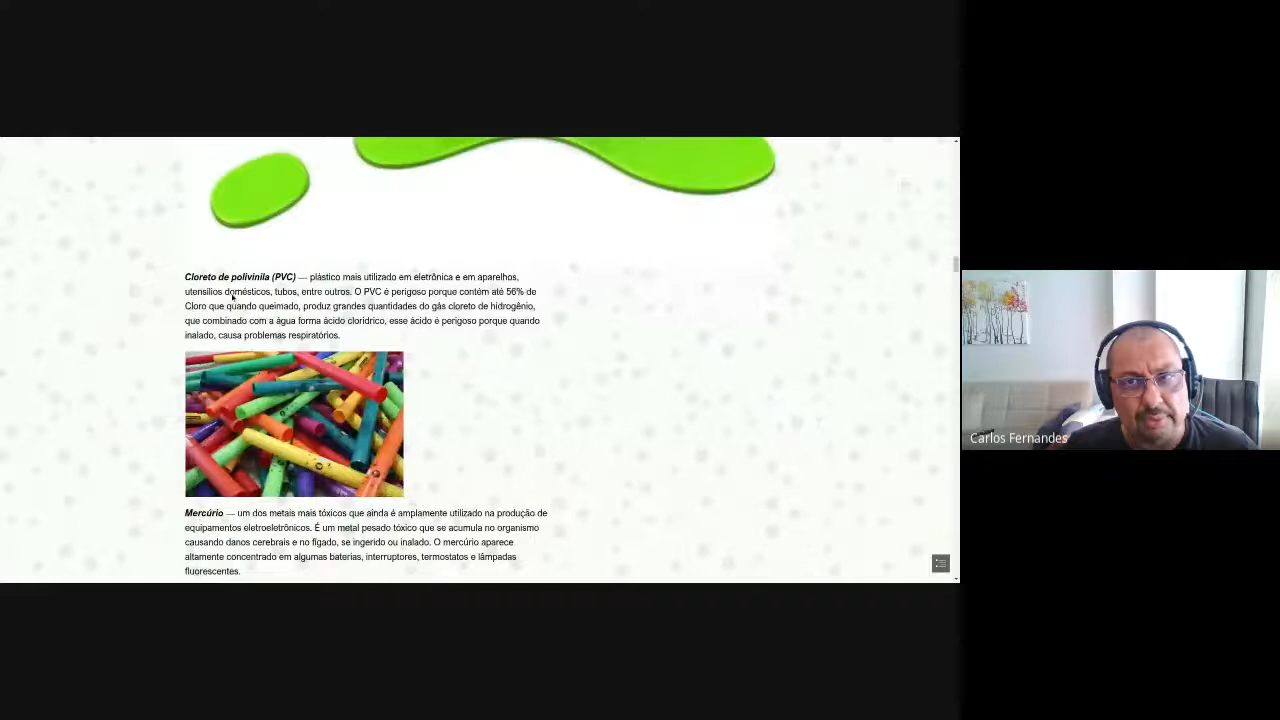 Cloreto de polivinila (PVC) — plástico mais utilizado em eletrônica e em aparelhos,
utensílios domésticos, tubos, entre outros. O PVC é perigoso porque contém até 56% de
Cloro que quando queimado, produz grandes quantidades do gás cloreto de hidrogênio,
que combinado com a água forma ácido clorídrico, esse ácido é perigoso porque quando
inalado, causa problemas respiratórios.
Mercúrio — um dos metais mais tóxicos que ainda é amplamente utilizado na produção de
equipamentos eletroeletrônicos. É um metal pesado tóxico que se acumula no organismo
causando danos cerebrais e no fígado, se ingerido ou inalado. O mercúrio aparece
altamente concentrado em algumas baterias, interruptores, termostatos e lâmpadas
fluorescentes.
Carlos Fernandes